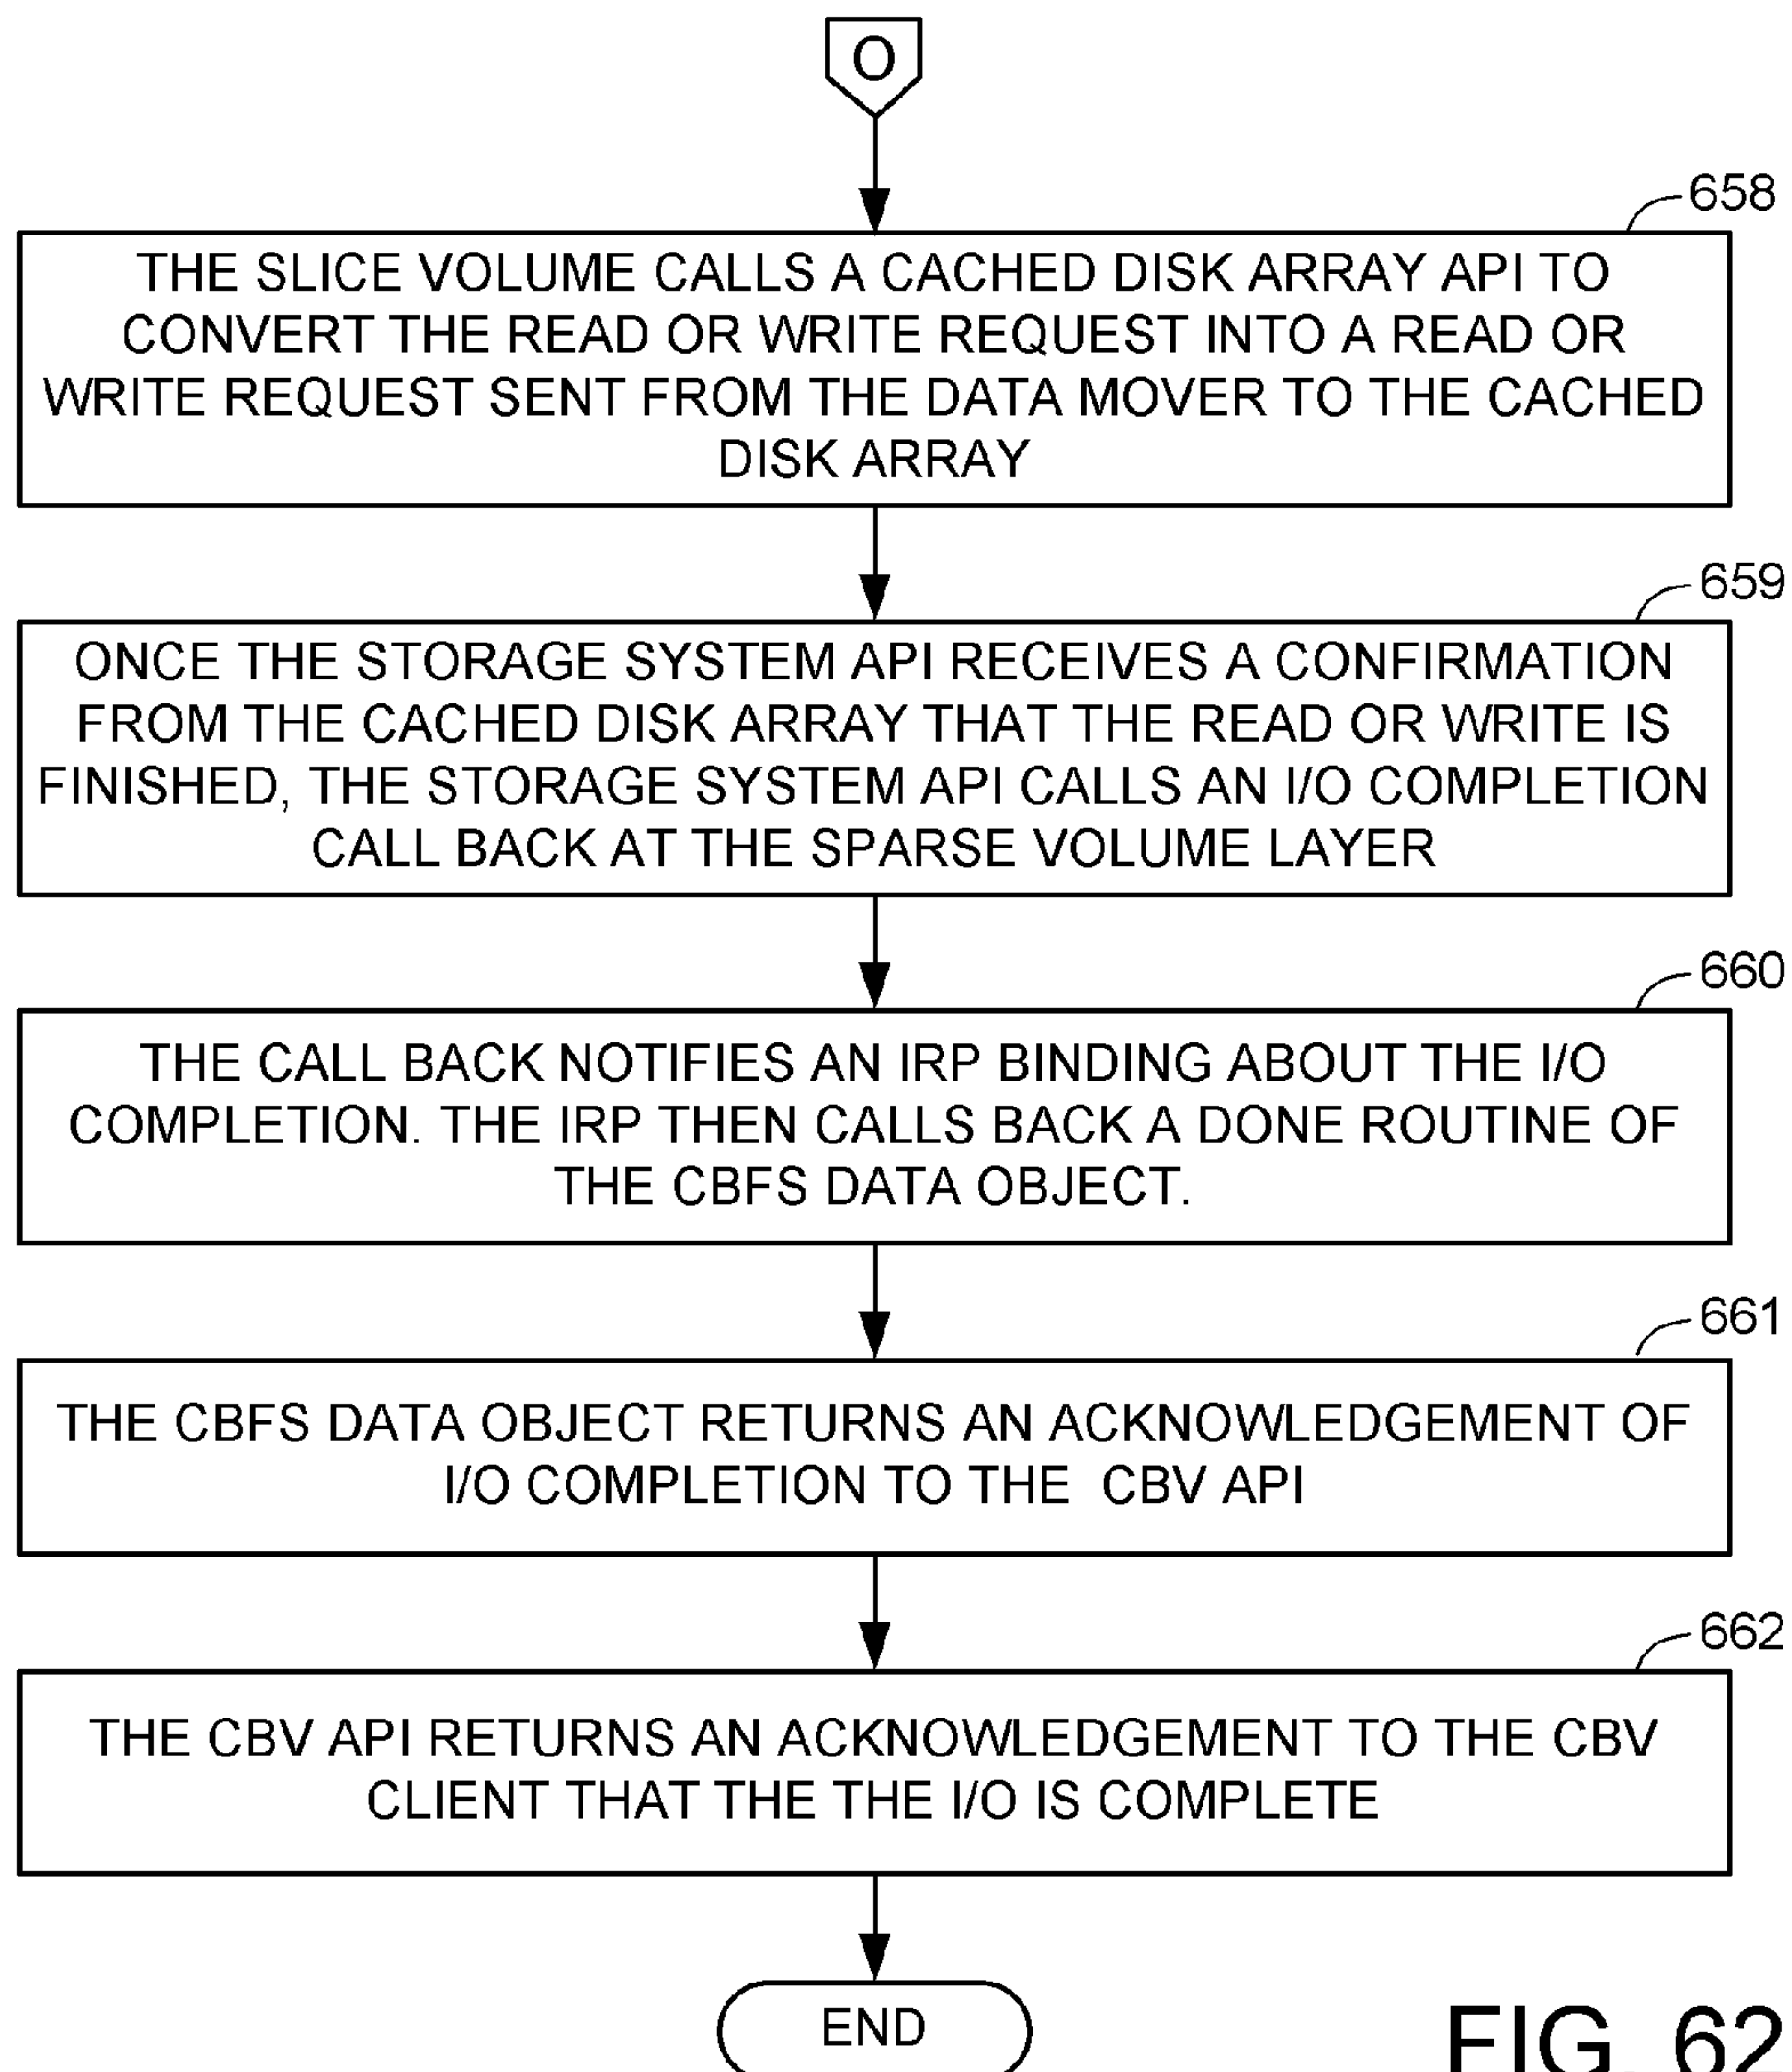 O
658
THE SLICE VOLUME CALLS A CACHED DISK ARRAY API TO
CONVERT THE READ OR WRITE REQUEST INTO A READ OR
WRITE REQUEST SENT FROM THE DATA MOVER TO THE CACHED
DISK ARRAY
659
ONCE THE STORAGE SYSTEM API RECEIVES A CONFIRMATION
FROM THE CACHED DISK ARRAY THAT THE READ OR WRITE IS
FINISHED, THE STORAGE SYSTEM API CALLS AN I/O COMPLETION
CALL BACK AT THE SPARSE VOLUME LAYER
660
THE CALL BACK NOTIFIES AN IRP BINDING ABOUT THE I/O
COMPLETION. THE IRP THEN CALLS BACK A DONE ROUTINE OF
THE CBFS DATA OBJECT.
661
THE CBFS DATA OBJECT RETURNS AN ACKNOWLEDGEMENT OF
I/O COMPLETION TO THE CBV API
662
THE CBV API RETURNS AN ACKNOWLEDGEMENT TO THE CBV
CLIENT THAT THE THE I/O IS COMPLETE
END
FIG. 62